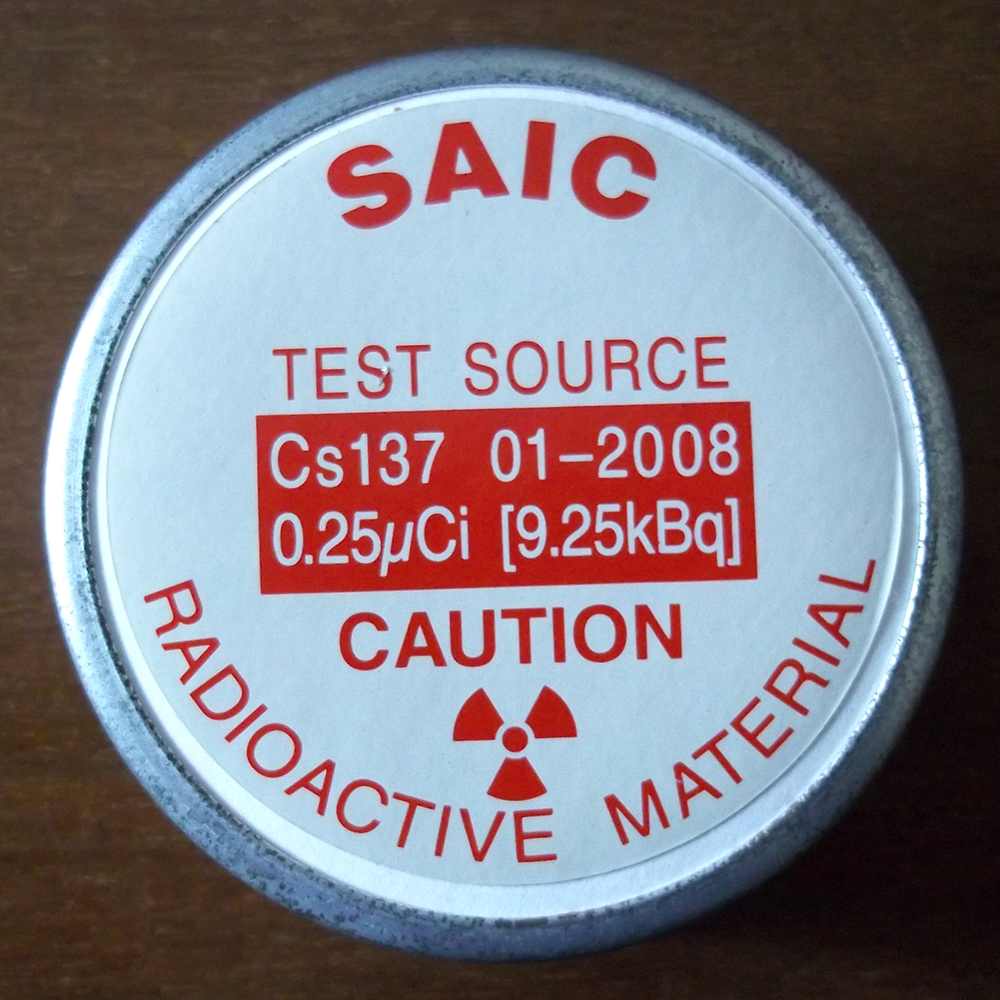 SAIC
TEST SOURCE
Cs137 01-2008
0.25µCi [9.25kBq]
CAUTION
RADIOACTIVE MATERIAL